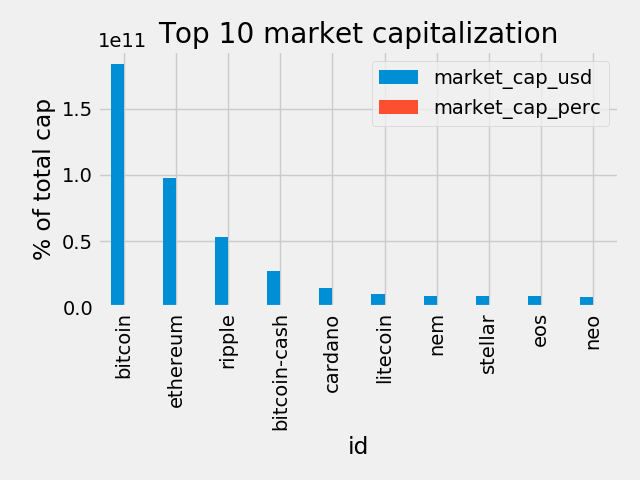 Top 10 market capitalization
1e11
market_cap_usd
market_cap_perc
% of total cap
1.5
1.0
0.5
0.0
bitcoin
ethereum
ripple
bitcoin-cash
cardano
litecoin
nem
stellar
eos
neo
id